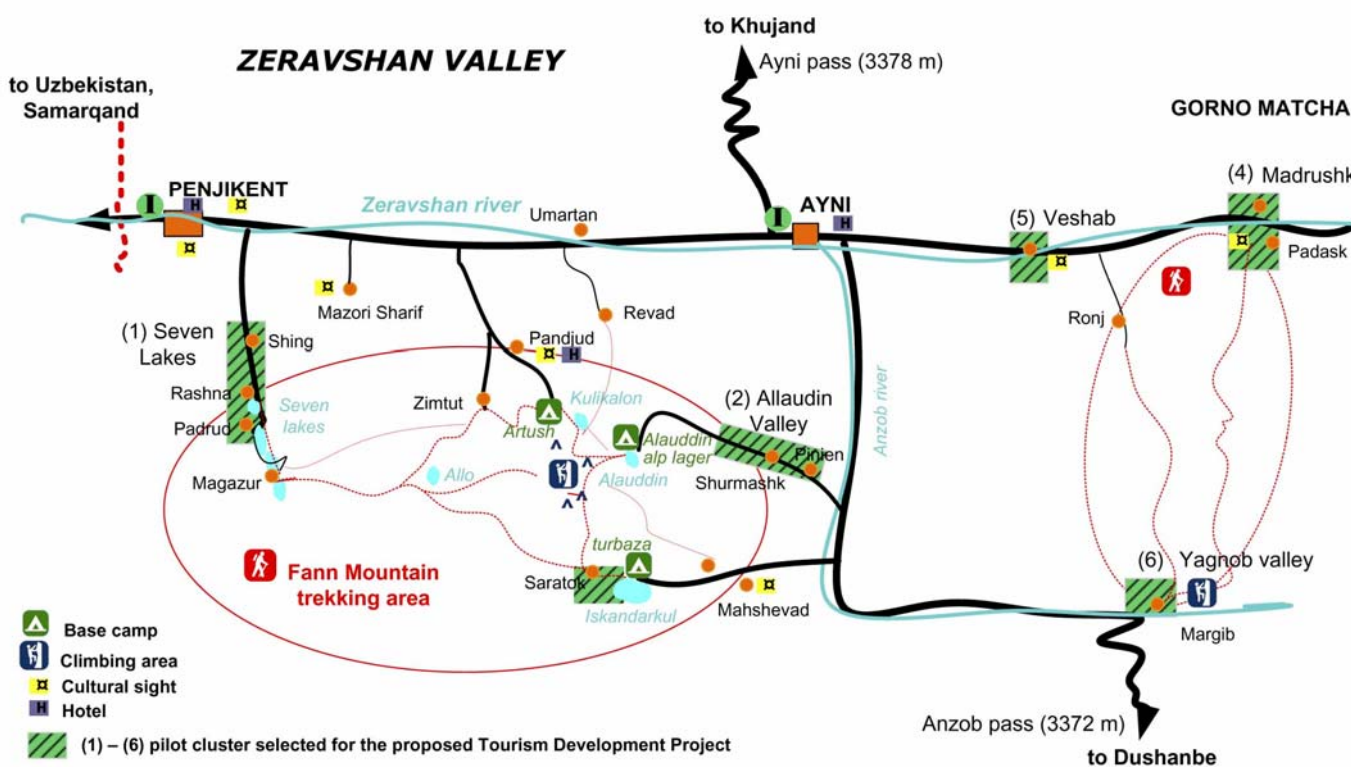 ZERAVSHAN VALLEY
to Khujand
Ayni pass (3378 m)
to Uzbekistan,
Samarqand
GORNO MATCHA
I
PENJIKENT
H
¤
¤
Zeravshan river
Umartan
I
AYNI
H
(5) Veshab
¤
(4) Madrushk
¤
Padask
¤
Mazori Sharif
Revad
Ronj
(1) Seven
Lakes
Shing
Pandjud
¤
H
Rashna
Seven
lakes
Padrud
Zimtut
Artush
Kulikalon
Alauddin
alp lager
(2) Allaudin
Valley
Pinien
Shurmashk
Anzob river
Magazur
Allo
Alauddin
turbaza
Saratok
Iskandarkul
¤
Mahshevad
(6) Yagnob valley
Margib
Fann Mountain
trekking area
Anzob pass (3372 m)
to Dushanbe
Base camp
Climbing area
¤ Cultural sight
H Hotel
(1) – (6) pilot cluster selected for the proposed Tourism Development Project